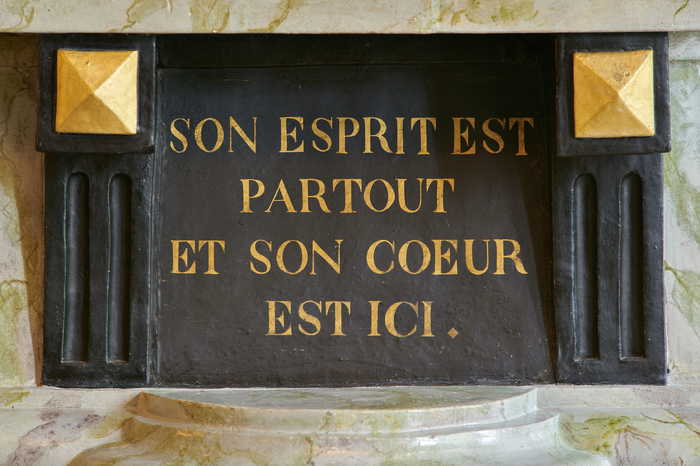 SON ESPRIT EST
PARTOUT
ET SON COEUR
EST ICI.